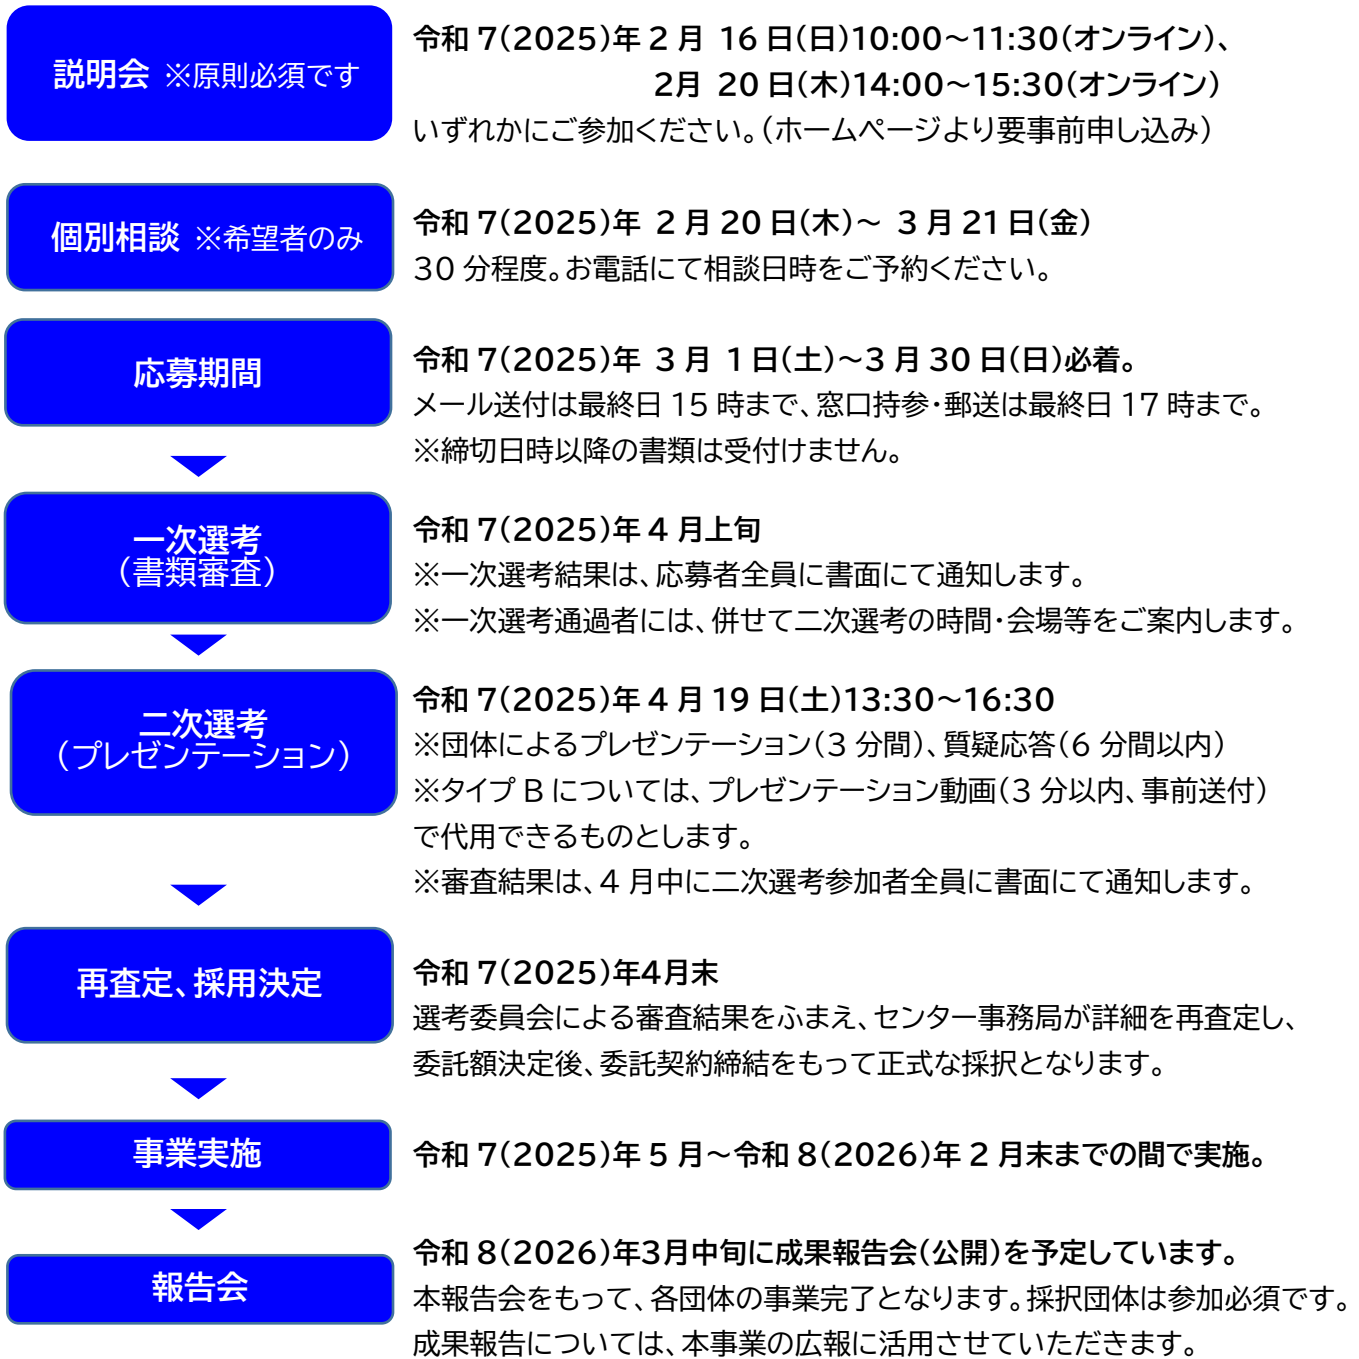 説明会 ※原則必須です
令和7(2025)年2月 16日(日)10:00～11:30(オンライン)、
2月 20日(木)14:00～15:30(オンライン)
いずれかにご参加ください。(ホームページより要事前申し込み)
個別相談 ※希望者のみ
令和7(2025)年 2月20日(木)～ 3月21日(金)
30分程度。お電話にて相談日時をご予約ください。
応募期間
令和7(2025)年 3月 1日(土)～3月30日(日)必着。
メール送付は最終日15時まで、窓口持参・郵送は最終日17時まで。
※締切日時以降の書類は受付けません。
一次選考
(書類審査)
令和7(2025)年4月上旬
※一次選考結果は、応募者全員に書面にて通知します。
※一次選考通過者には、併せて二次選考の時間・会場等をご案内します。
二次選考
(プレゼンテーション)
令和7(2025)年4月19日(土)13:30～16:30
※団体によるプレゼンテーション(3分間)、質疑応答(6分間以内)
※タイプBについては、プレゼンテーション動画(3分以内、事前送付)
で代用できるものとします。
※審査結果は、4月中に二次選考参加者全員に書面にて通知します。
再査定、採用決定
令和7(2025)年4月末
選考委員会による審査結果をふまえ、センター事務局が詳細を再査定し、
委託額決定後、委託契約締結をもって正式な採択となります。
事業実施
令和7(2025)年5月～令和8(2026)年2月末までの間で実施。
報告会
令和8(2026)年3月中旬に成果報告会(公開)を予定しています。
本報告会をもって、各団体の事業完了となります。採択団体は参加必須です。
成果報告については、本事業の広報に活用させていただきます。